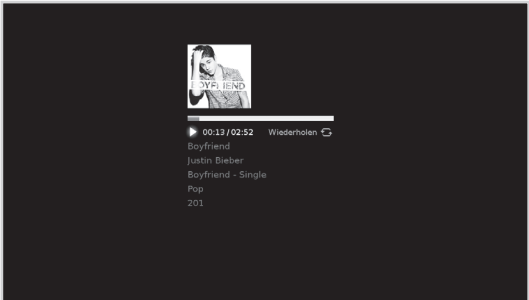 BOYFRIEND
00:13 / 02:52 Wiederholen
Boyfriend
Justin Bieber
Boyfriend - Single
Pop
201